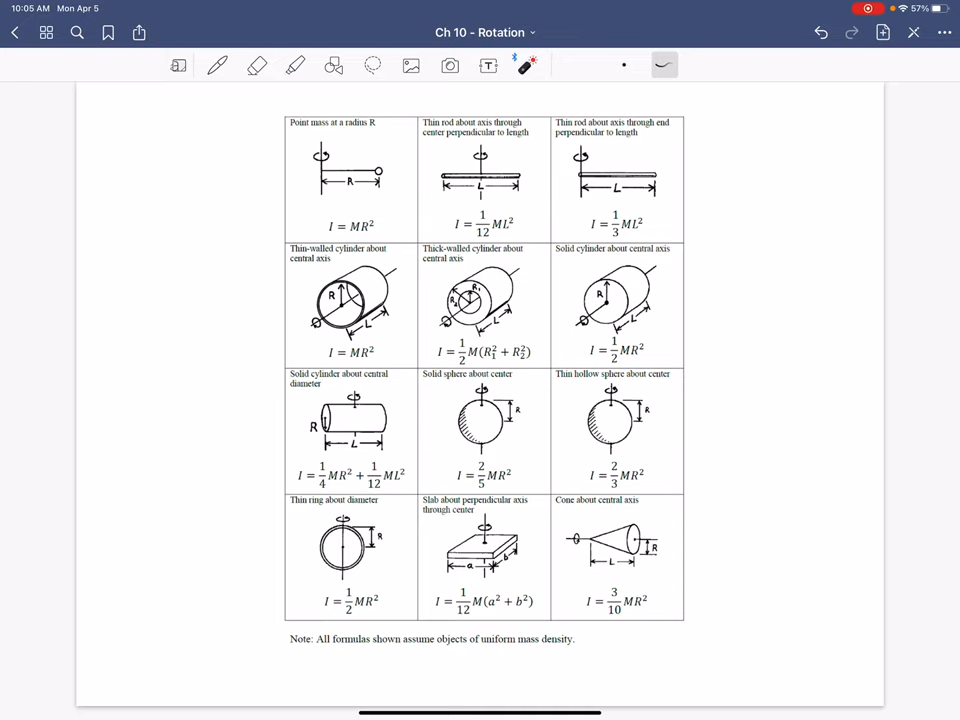 10:05 AM Mon Apr 5
57%
Ch 10 - Rotation
T
Point mass at a radius R
R
I = MR²
Thin rod about axis through
center perpendicular to length
L
I = 1/12 ML²
Thin rod about axis through end
perpendicular to length
L
I = 1/3 ML²
Thin-walled cylinder about
central axis
R
L
I = MR²
Thick-walled cylinder about
central axis
R₁
R₂
L
I = 1/2 M(R₁² + R₂²)
Solid cylinder about central axis
R
L
I = 1/2 MR²
Solid cylinder about central
diameter
R
L
I = 1/4 MR² + 1/12 ML²
Solid sphere about center
R
I = 2/5 MR²
Thin hollow sphere about center
R
I = 2/3 MR²
Thin ring about diameter
R
I = 1/2 MR²
Slab about perpendicular axis
through center
a
b
I = 1/12 M(a² + b²)
Cone about central axis
R
L
I = 3/10 MR²
Note: All formulas shown assume objects of uniform mass density.